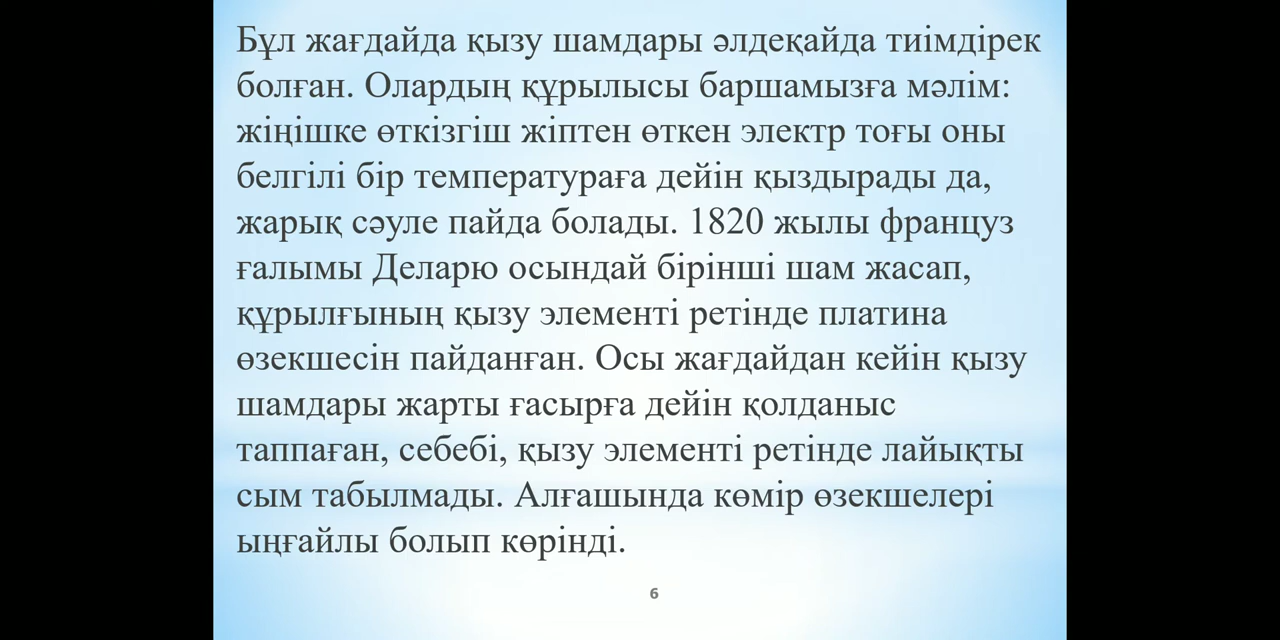 Бұл жағдайда қызу шамдары әлдеқайда тиімдірек
болған. Олардың құрылысы баршамызға мәлім:
жіңішке өткізгіш жіптен өткен электр тоғы оны
белгілі бір температураға дейін қыздырады да,
жарық сәуле пайда болады. 1820 жылы француз
ғалымы Деларю осындай бірінші шам жасап,
құрылғының қызу элементі ретінде платина
өзекшесін пайданған. Осы жағдайдан кейін қызу
шамдары жарты ғасырға дейін қолданыс
таппаған, себебі, қызу элементі ретінде лайықты
сым табылмады. Алғашында көмір өзекшелері
ыңғайлы болып көрінді.
6